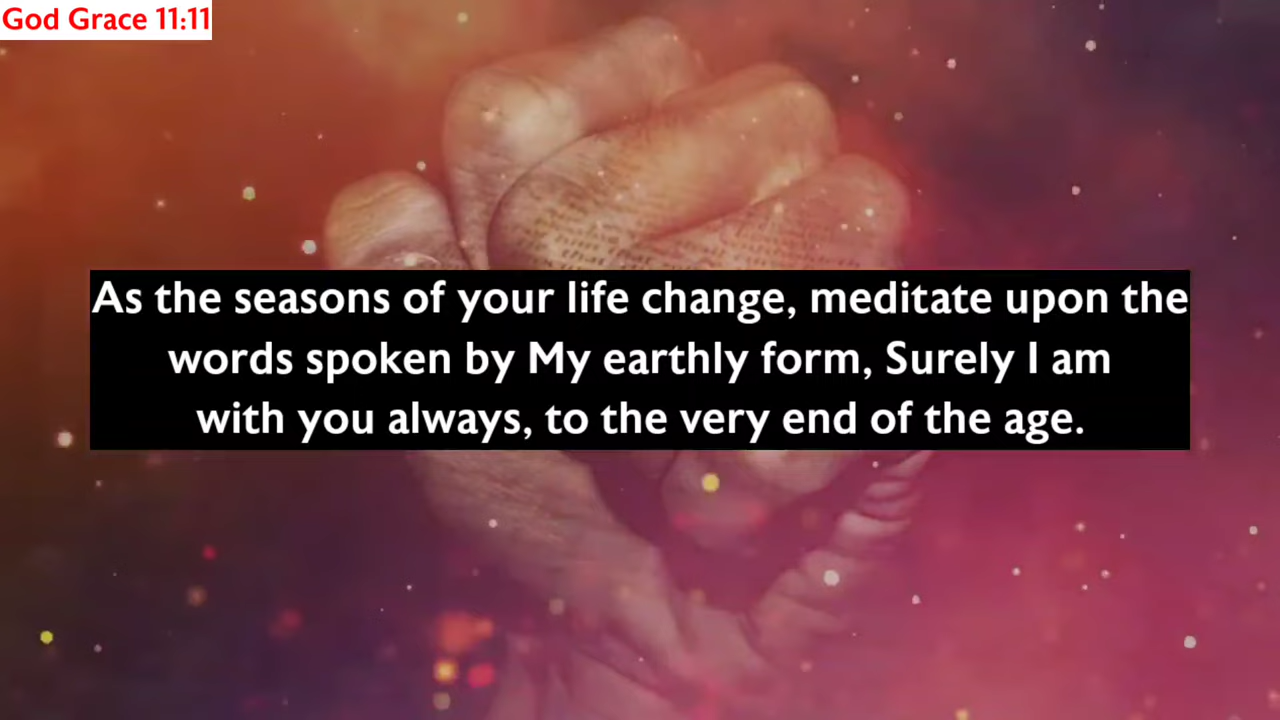 God Grace 11:11
As the seasons of your life change, meditate upon the
words spoken by My earthly form, Surely I am
with you always, to the very end of the age.